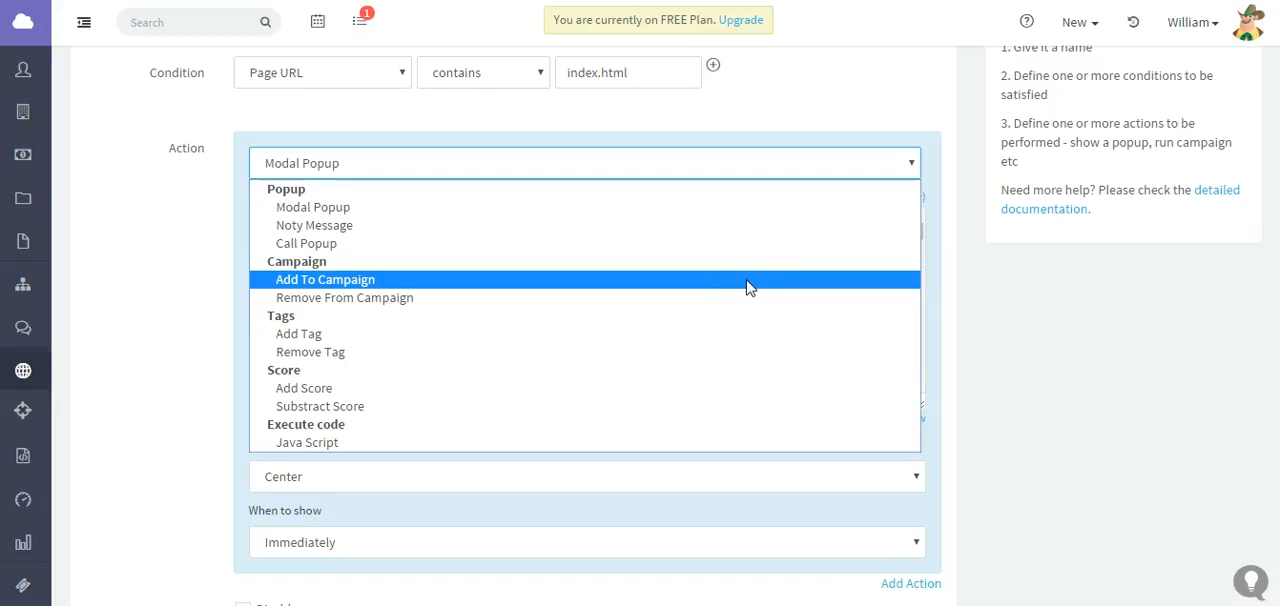 Search
1
You are currently on FREE Plan. Upgrade
New
William
Condition
Page URL
contains
index.html
1. Give it a name
2. Define one or more conditions to be
satisfied
3. Define one or more actions to be
performed - show a popup, run campaign
etc
Need more help? Please check the detailed
documentation.
Action
Modal Popup
Popup
Modal Popup
Noty Message
Call Popup
Campaign
Add To Campaign
Remove From Campaign
Tags
Add Tag
Remove Tag
Score
Add Score
Substract Score
Execute code
Java Script
Center
When to show
Immediately
Add Action